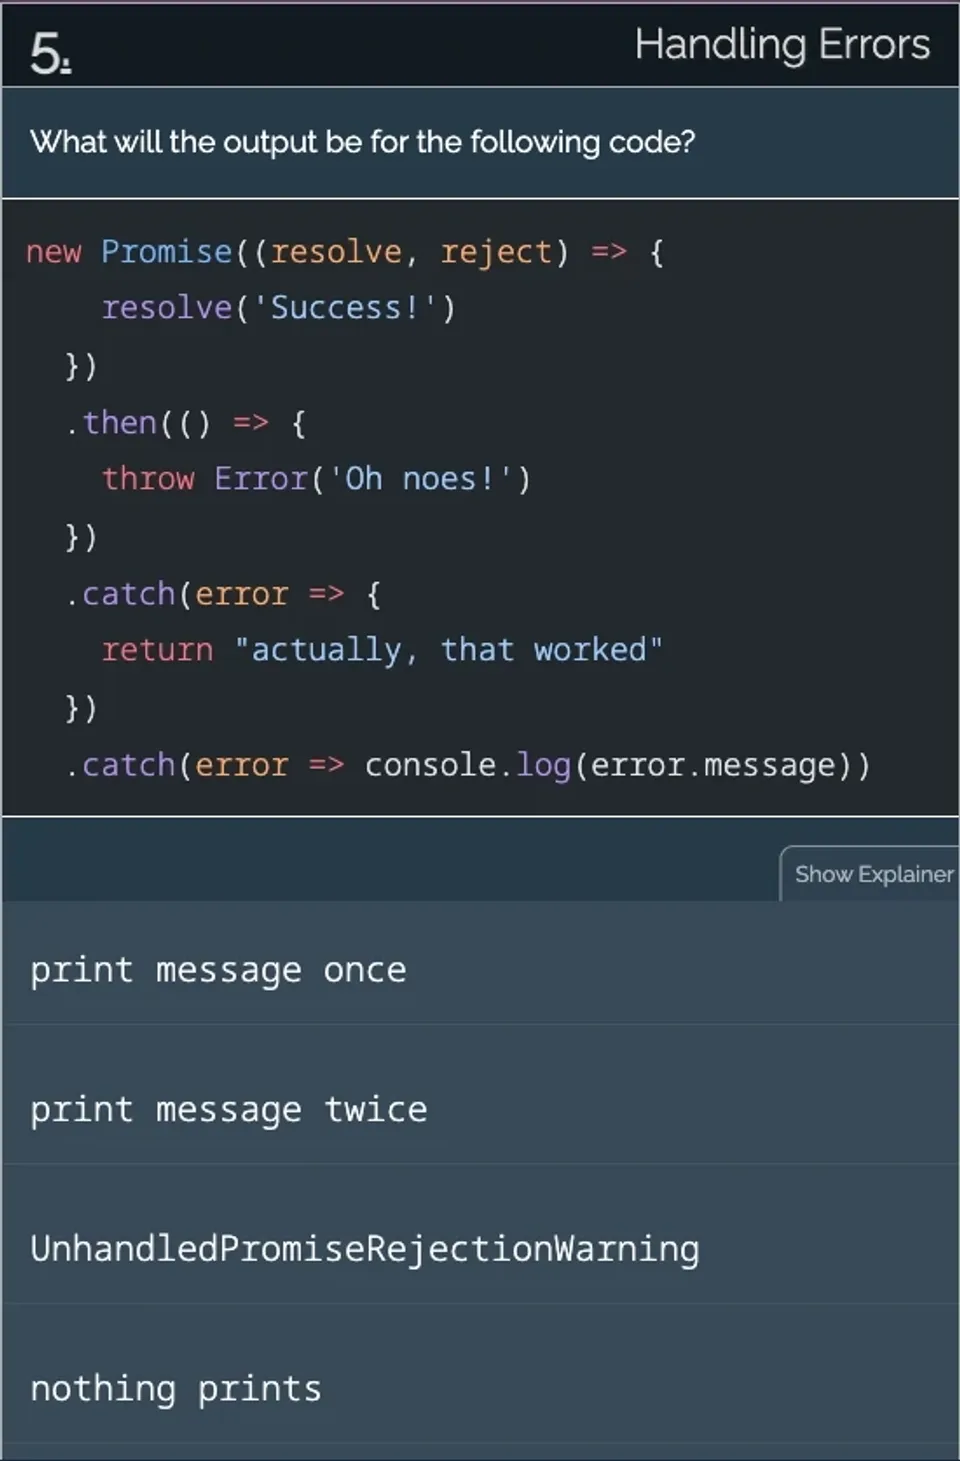 5.
Handling Errors
What will the output be for the following code?
new Promise((resolve, reject) => {
    resolve('Success!')
  })
  .then(() => {
    throw Error('Oh noes!')
  })
  .catch(error => {
    return "actually, that worked"
  })
  .catch(error => console.log(error.message))
Show Explainer
print message once
print message twice
UnhandledPromiseRejectionWarning
nothing prints